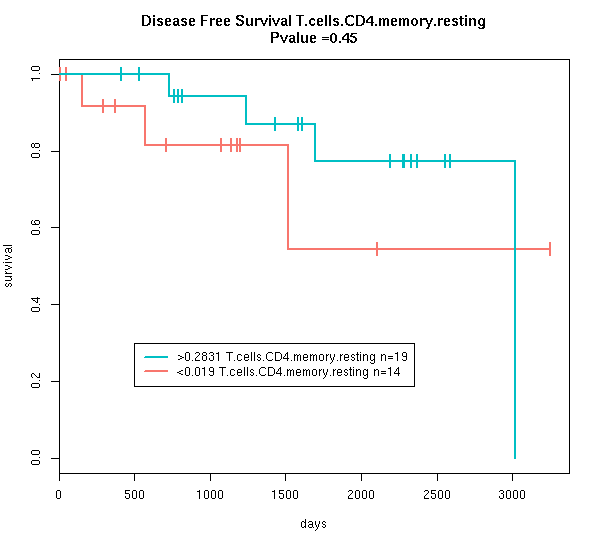 Disease Free Survival T.cells.CD4.memory.resting
Pvalue =0.45
1.0
0.8
0.6
0.4
0.2
0.0
survival
>0.2831 T.cells.CD4.memory.resting n=19
<0.019 T.cells.CD4.memory.resting n=14
0 500 1000 1500 2000 2500 3000
days